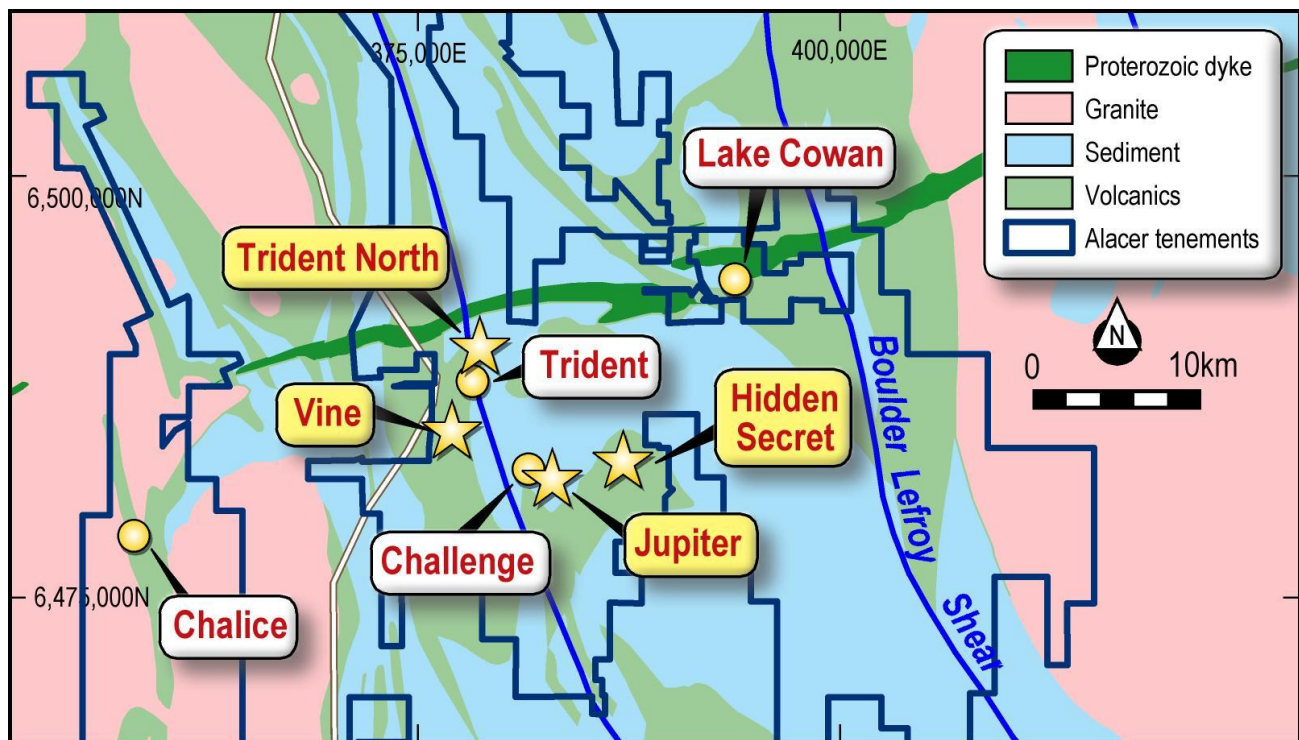 375,000E
400,000E
Proterozoic dyke
Granite
Sediment
Volcanics
Alacer tenements
Lake Cowan
6,500,000N
Trident North
N
0 10km
Trident
Boulder Lefroy
Shear
Vine
Hidden
Secret
Challenge
Jupiter
6,475,000N
Chalice